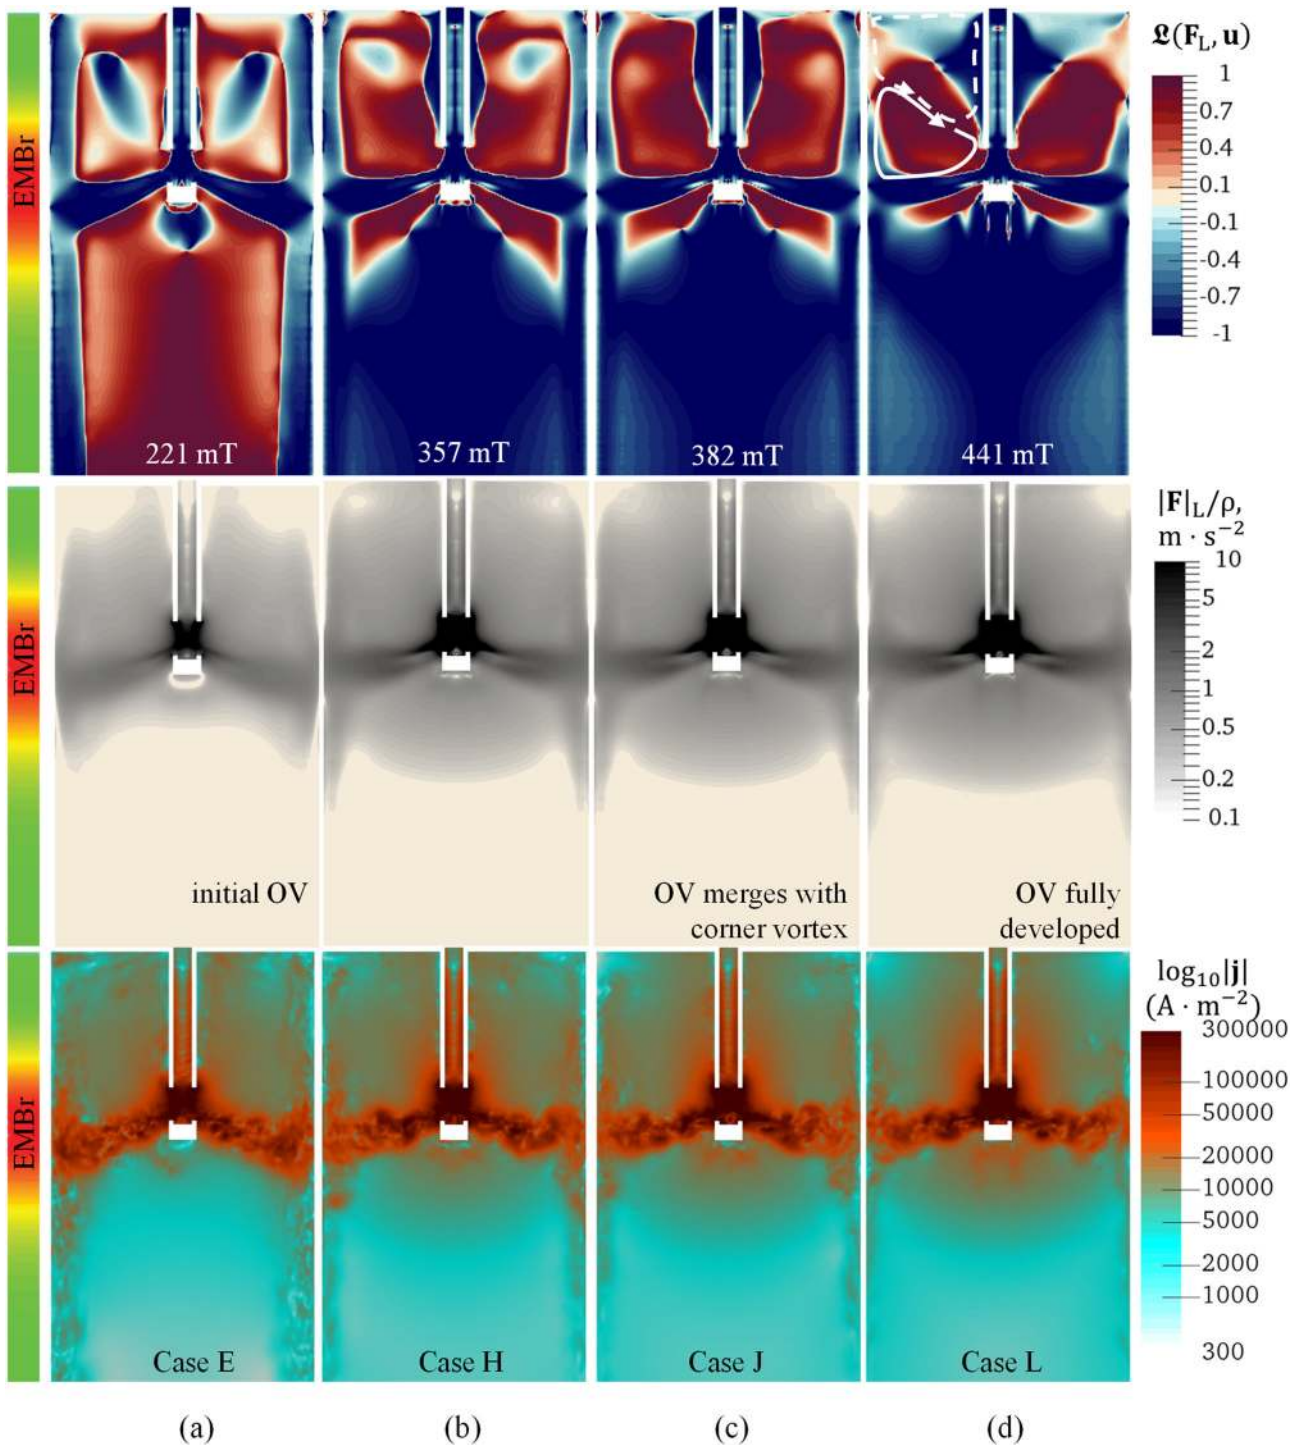 EMBr
221 mT
357 mT
382 mT
441 mT
𝕷(F_L, u)
1
0.7
0.4
0.1
-0.1
-0.4
-0.7
-1
EMBr
initial OV
OV merges with
corner vortex
OV fully
developed
|F|_L/ρ,
m · s⁻²
10
5
2
1
0.5
0.2
0.1
EMBr
Case E
Case H
Case J
Case L
log₁₀|j|
(A · m⁻²)
300000
100000
50000
20000
10000
5000
2000
1000
300
(a)
(b)
(c)
(d)